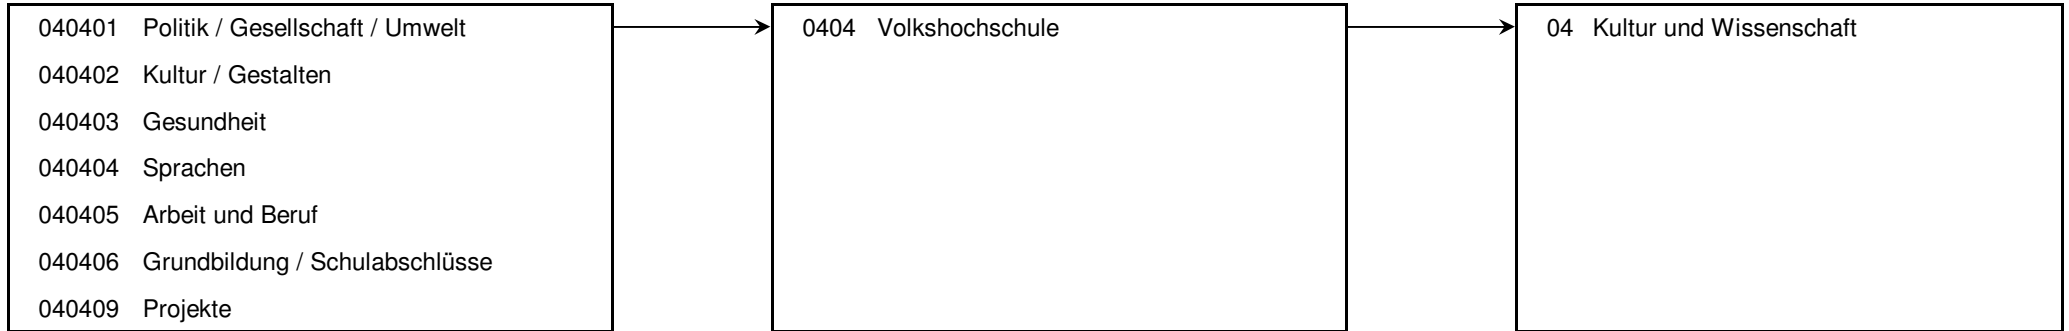 040401 Politik / Gesellschaft / Umwelt
040402 Kultur / Gestalten
040403 Gesundheit
040404 Sprachen
040405 Arbeit und Beruf
040406 Grundbildung / Schulabschlüsse
040409 Projekte
0404 Volkshochschule
04 Kultur und Wissenschaft